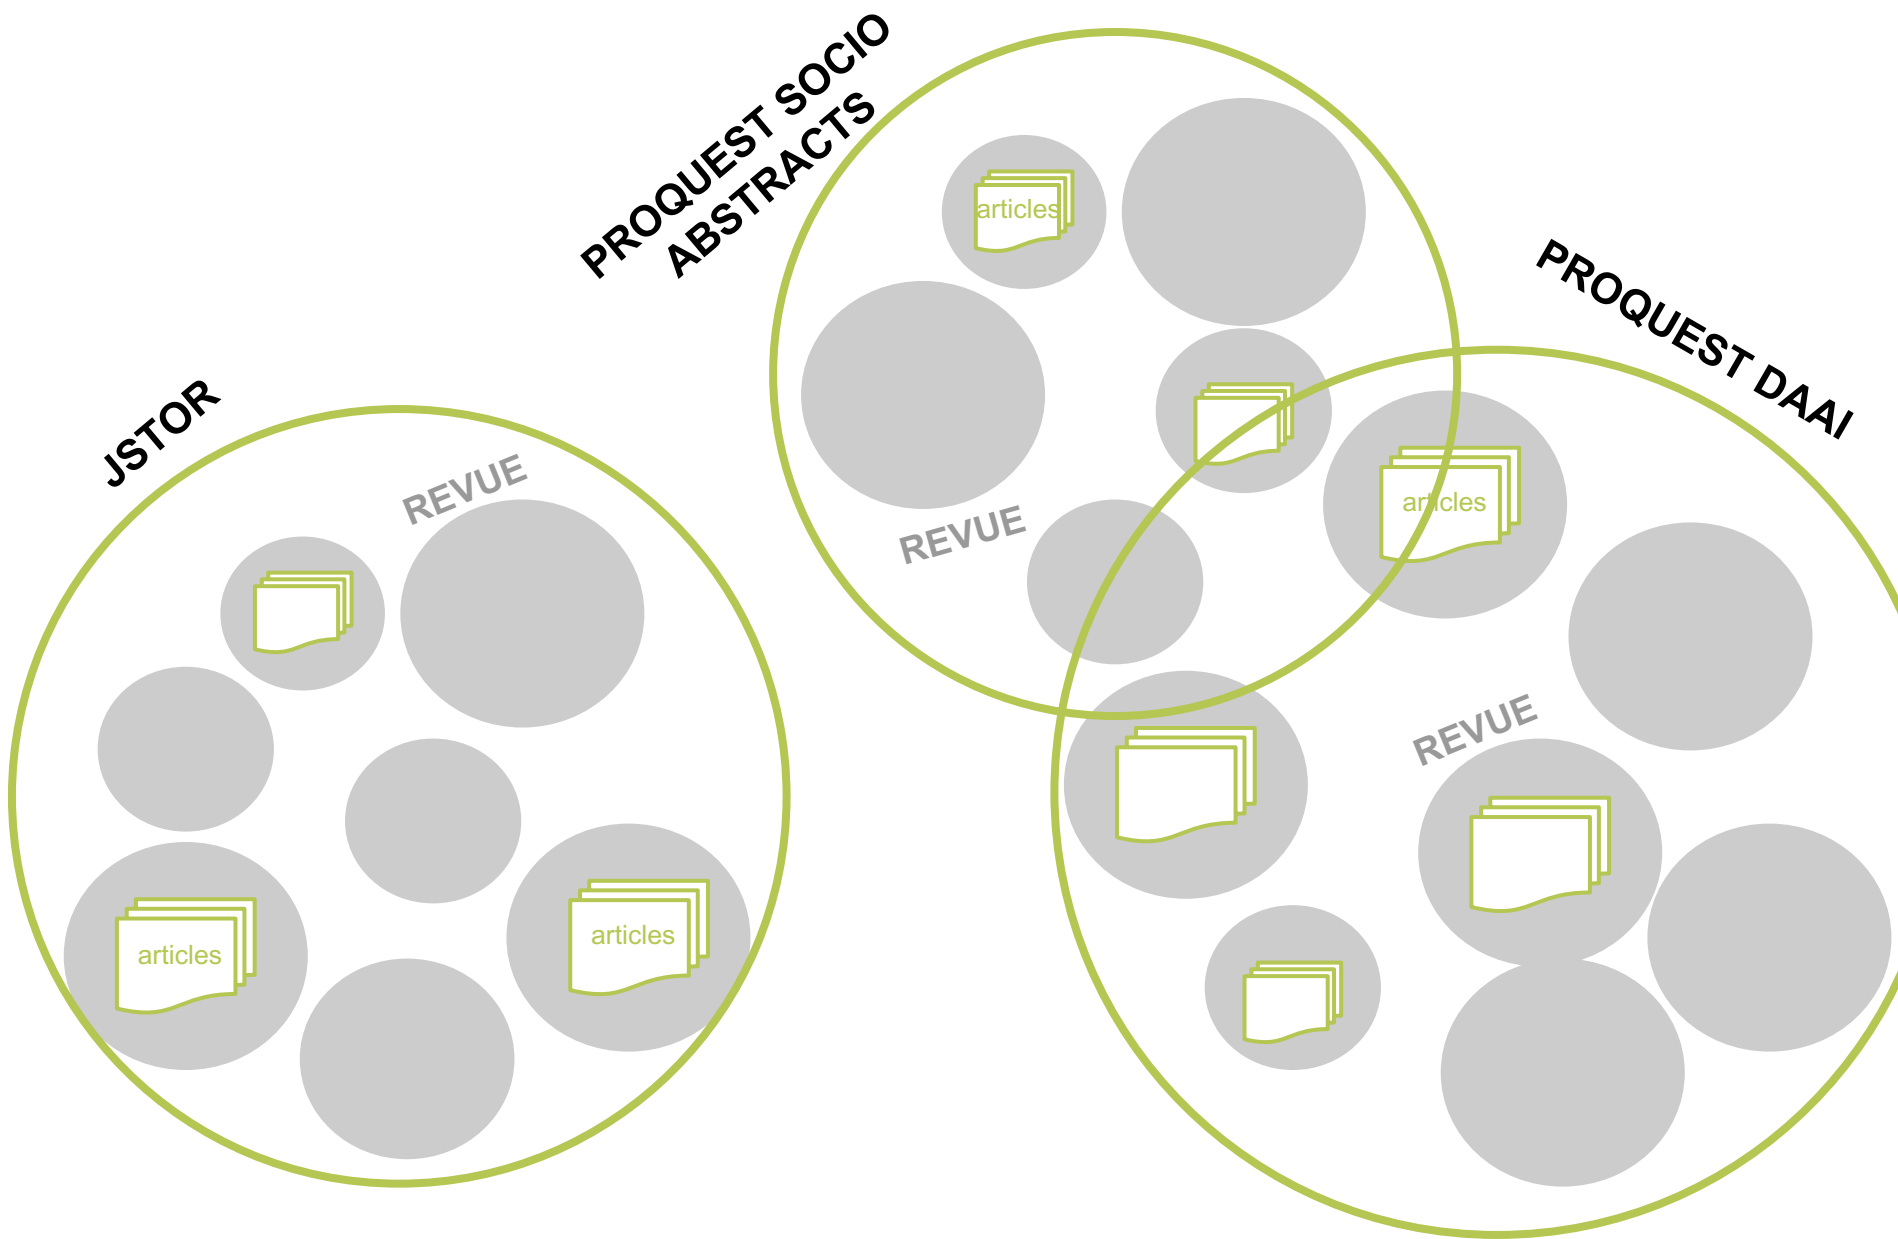 PROQUEST SOCIO
ABSTRACTS
articles
PROQUEST DAAI
JSTOR
REVUE
articles
REVUE
REVUE
articles
articles